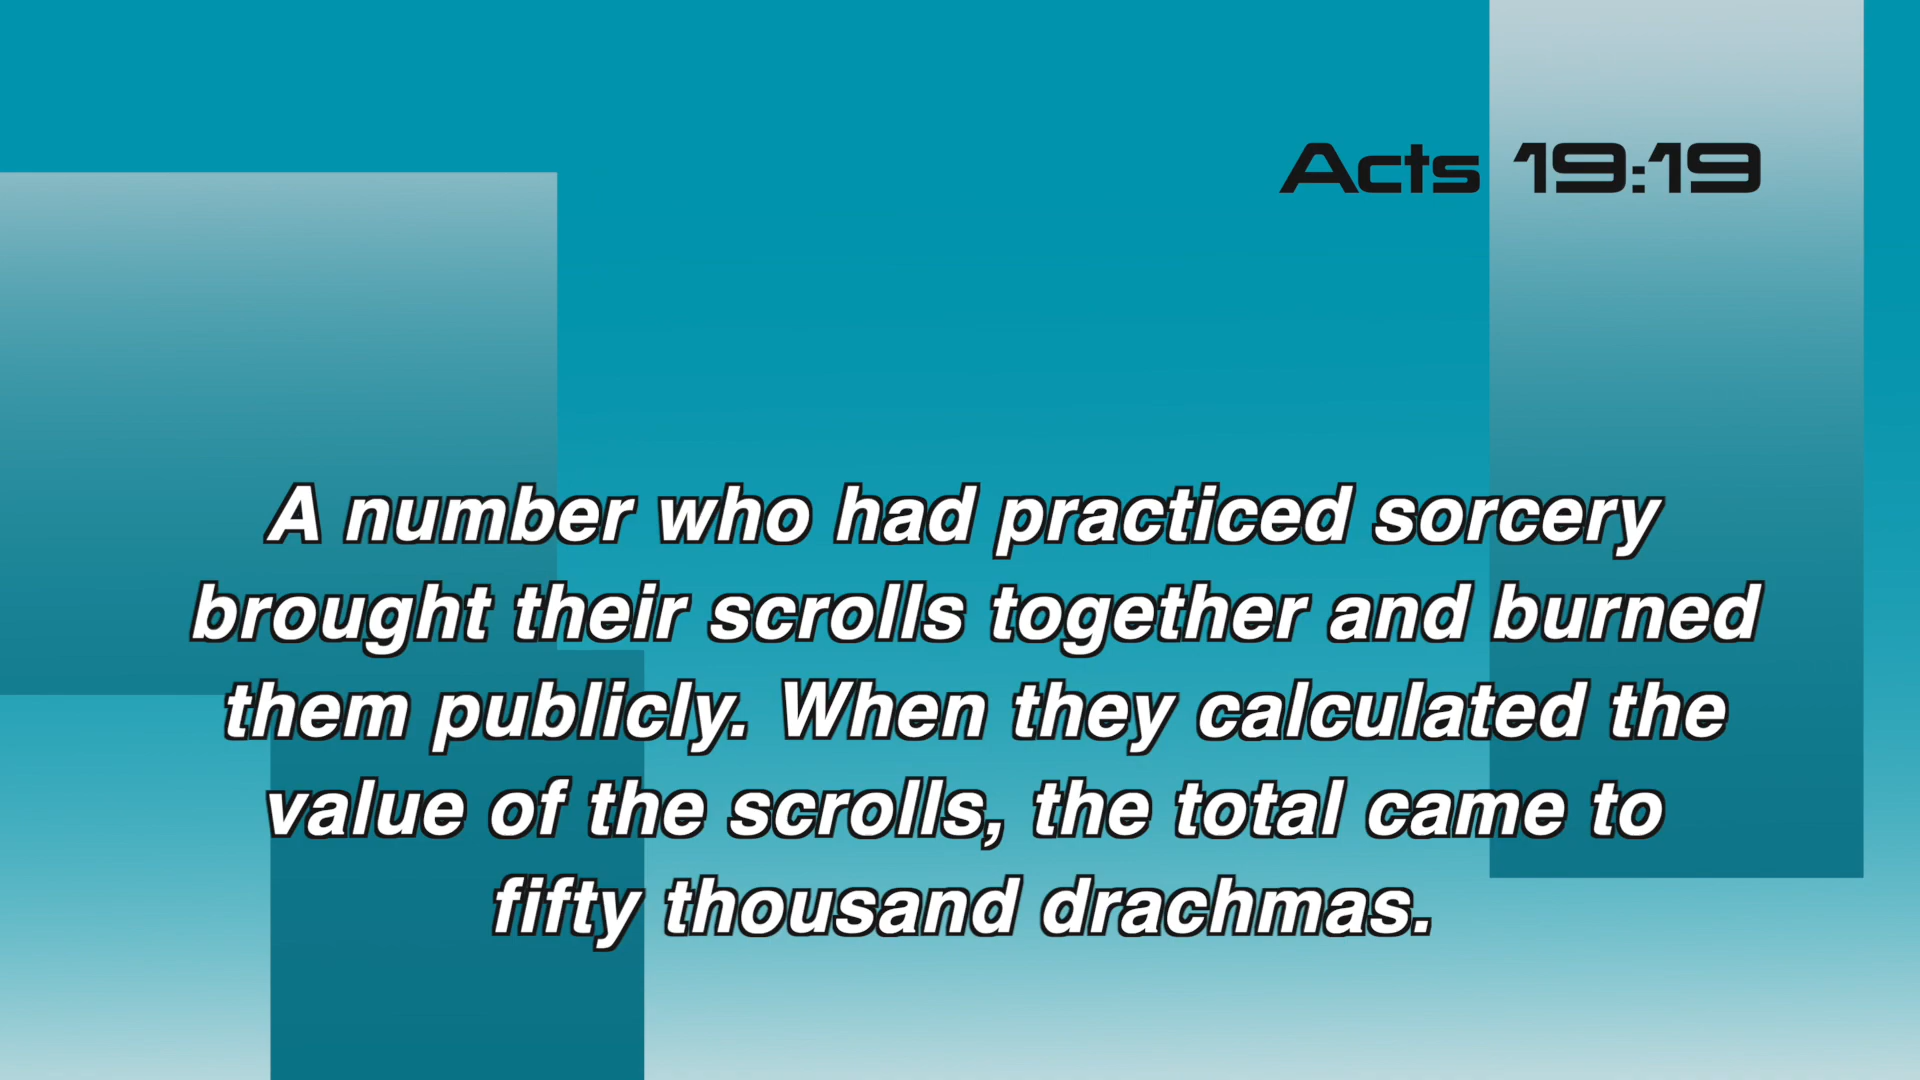 Acts 19:19
A number who had practiced sorcery
brought their scrolls together and burned
them publicly. When they calculated the
value of the scrolls, the total came to
fifty thousand drachmas.